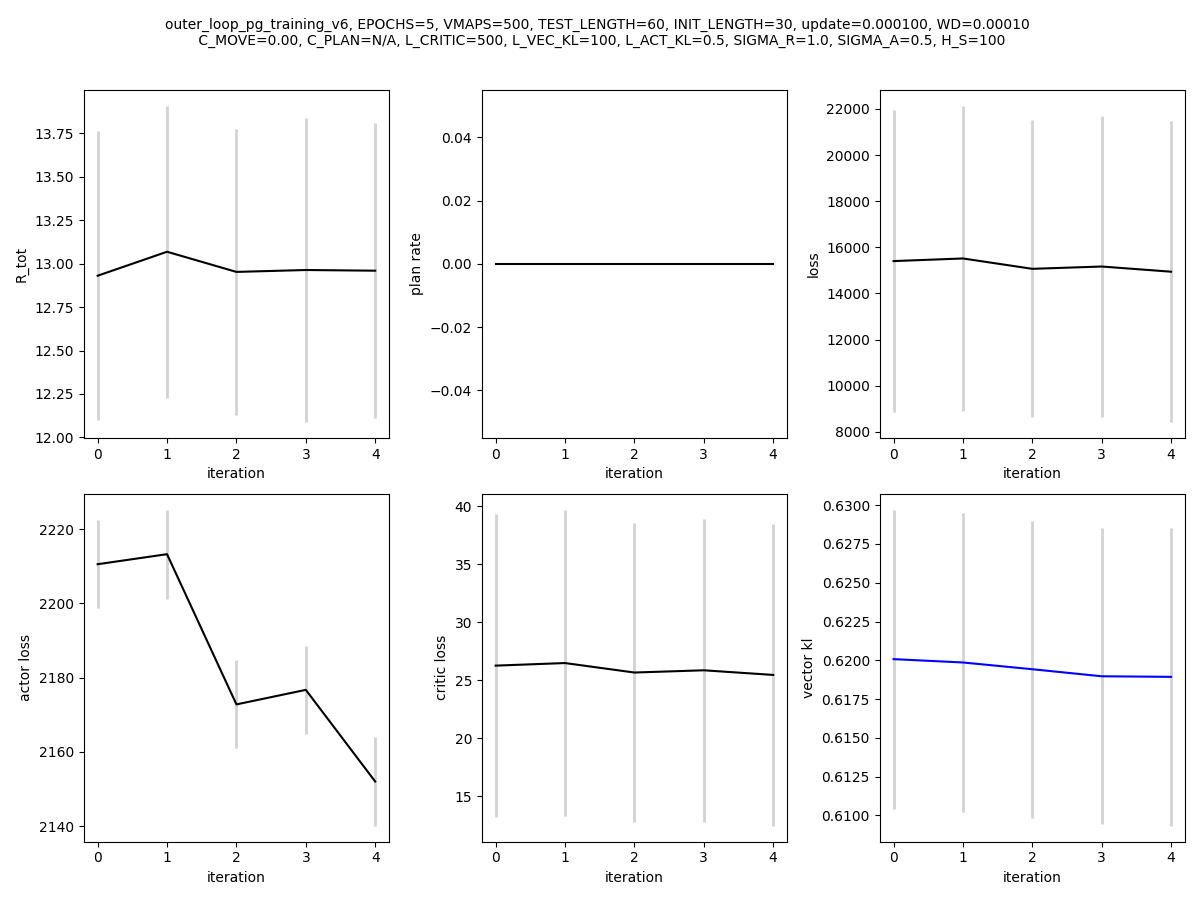 outer_loop_pg_training_v6, EPOCHS=5, VMAPS=500, TEST_LENGTH=60, INIT_LENGTH=30, update=0.000100, WD=0.00010
C_MOVE=0.00, C_PLAN=N/A, L_CRITIC=500, L_VEC_KL=100, L_ACT_KL=0.5, SIGMA_R=1.0, SIGMA_A=0.5, H_S=100
R_tot
13.75
13.50
13.25
13.00
12.75
12.50
12.25
12.00
0 1 2 3 4
iteration
plan rate
0.04
0.02
0.00
−0.02
−0.04
0 1 2 3 4
iteration
loss
22000
20000
18000
16000
14000
12000
10000
8000
0 1 2 3 4
iteration
actor loss
2220
2200
2180
2160
2140
0 1 2 3 4
iteration
critic loss
40
35
30
25
20
15
0 1 2 3 4
iteration
vector kl
0.6300
0.6275
0.6250
0.6225
0.6200
0.6175
0.6150
0.6125
0.6100
0 1 2 3 4
iteration